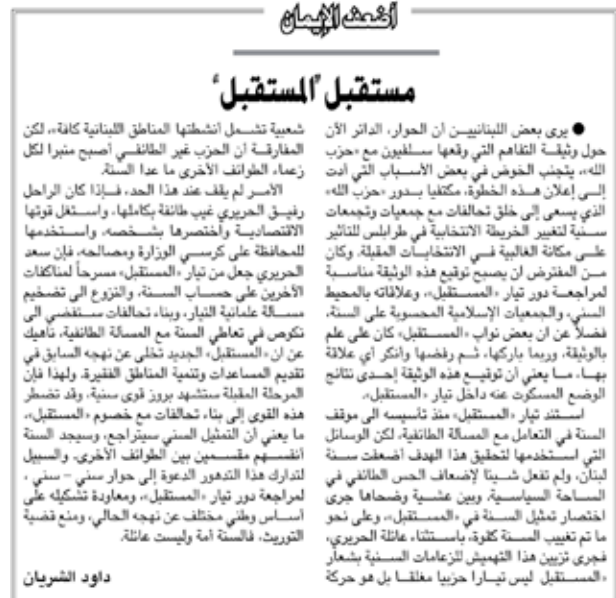 أضعف الإيمان
مستقبل "المستقبل"
● يرى بعض اللبنانيين ان الحوار، الدائر الآن
حول وثيقة التفاهم التي وقعها سلفيون مع «حزب
الله»، يتجنب الخوض في بعض الأسباب التي أدت
إلى إعلان هذه الخطوة، مكتفيا بدور «حزب الله»
الذي يسعى إلى خلق تحالفات مع جمعيات وتجمعات
سنية لتغيير الخريطة الانتخابية في طرابلس للتاثير
على مكانة الغالبية في الانتخابات المقبلة. وكان
من المفترض ان يصبح توقيع هذه الوثيقة مناسبة
لمراجعة دور تيار «المستقبل»، وعلاقاته بالمحيط
السني، والجمعيات الإسلامية المحسوبة على السنة،
فضلاً عن ان بعض نواب «المستقبل» كان على علم
بالوثيقة، وربما باركها، ثم رفضها وانكر أي علاقة
بها، ما يعني أن توقيع هذه الوثيقة إحدى نتائج
الوضع المسكوت عنه داخل تيار «المستقبل».
استند تيار «المستقبل» منذ تأسيسه الى موقف
السنة في التعامل مع المسالة الطائفية، لكن الوسائل
التي استخدمها لتحقيق هذا الهدف أضعفت سنة
لبنان، ولم تفعل شيئا لإضعاف الحس الطائفي في
الساحة السياسية، وبين عشية وضحاها جرى
اختصار تمثيل السنة في «المستقبل»، وعلى نحو
ما تم تغييب السنة كقوة، باستثناء عائلة الحريري،
فجرى تزيين هذا التهميش للزعامات السنية بشعار
«المستقبل ليس تيارا حزبيا مغلقا بل هو حركة
شعبية تشمل أنشطتها المناطق اللبنانية كافة»، لكن
المفارقة ان الحزب غير الطائفي أصبح منبرا لكل
زعماء الطوائف الأخرى ما عدا السنة.
الأمر لم يقف عند هذا الحد، فإذا كان الراحل
رفيق الحريري غيب طائفة بكاملها، واستغل قوتها
الاقتصادية واختصرها بشخصه، واستخدمها
للمحافظة على كرسي الوزارة ومصالحه، فإن سعد
الحريري جعل من تيار «المستقبل» مسرحاً لمناكفات
الآخرين على حساب السنة، والنزوع الى تضخيم
مسالة علمانية التيار، وبناء تحالفات ستفضي الى
نكوص في تعاطي السنة مع المسالة الطائفية، ناهيك
عن ان «المستقبل» الجديد تخلى عن نهجه السابق في
تقديم المساعدات وتنمية المناطق الفقيرة. ولهذا فإن
المرحلة المقبلة ستشهد بروز قوى سنية، وقد تضطر
هذه القوى إلى بناء تحالفات مع خصوم «المستقبل»،
ما يعني أن التمثيل السني سيتراجع، وسيجد السنة
أنفسهم مقسمين بين الطوائف الأخرى. والسبيل
لتدارك هذا التدهور الدعوة إلى حوار سني - سني ،
لمراجعة دور تيار «المستقبل»، ومعاودة تشكيله على
أساس وطني مختلف عن نهجه الحالي، ومنع قضية
التوريث، فالسنة أمة وليست عائلة.
داود الشريان